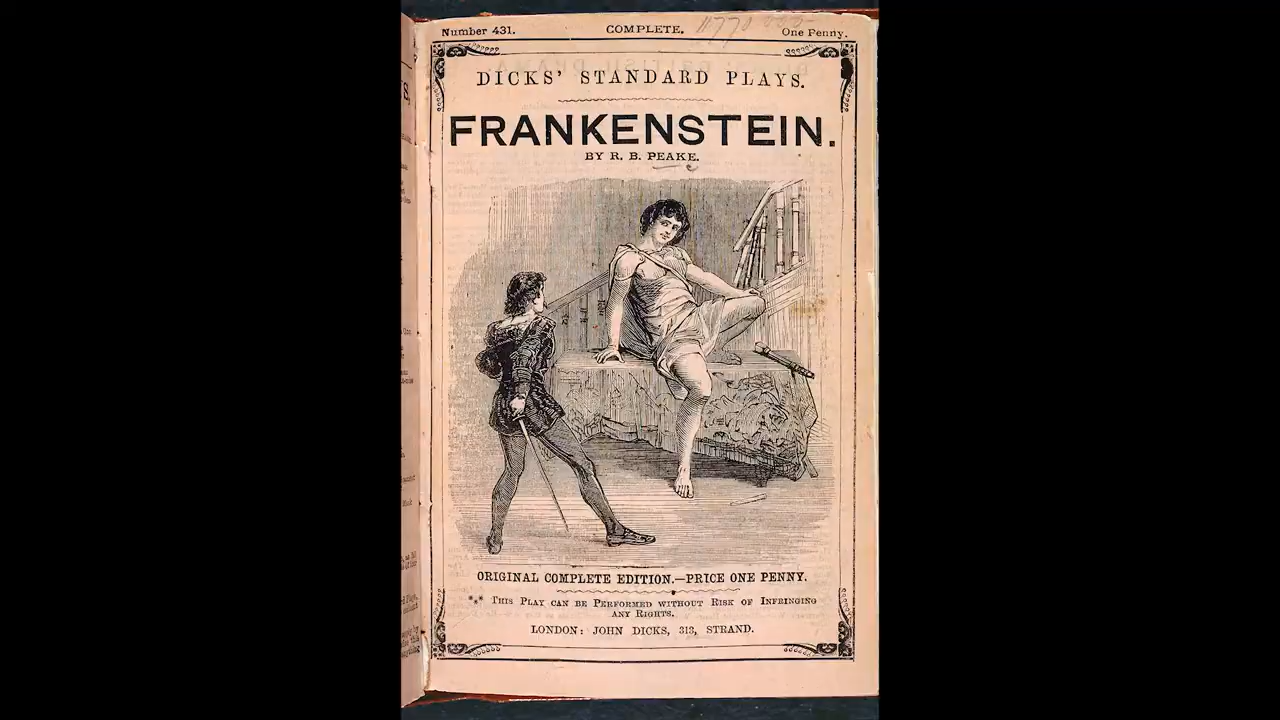 Number 431.
COMPLETE.
One Penny.
DICKS' STANDARD PLAYS.
FRANKENSTEIN.
BY R. B. PEAKE.
ORIGINAL COMPLETE EDITION.—PRICE ONE PENNY.
⁂ THIS PLAY CAN BE PERFORMED WITHOUT RISK OF INFRINGING
ANY RIGHTS.
LONDON: JOHN DICKS, 313, STRAND.